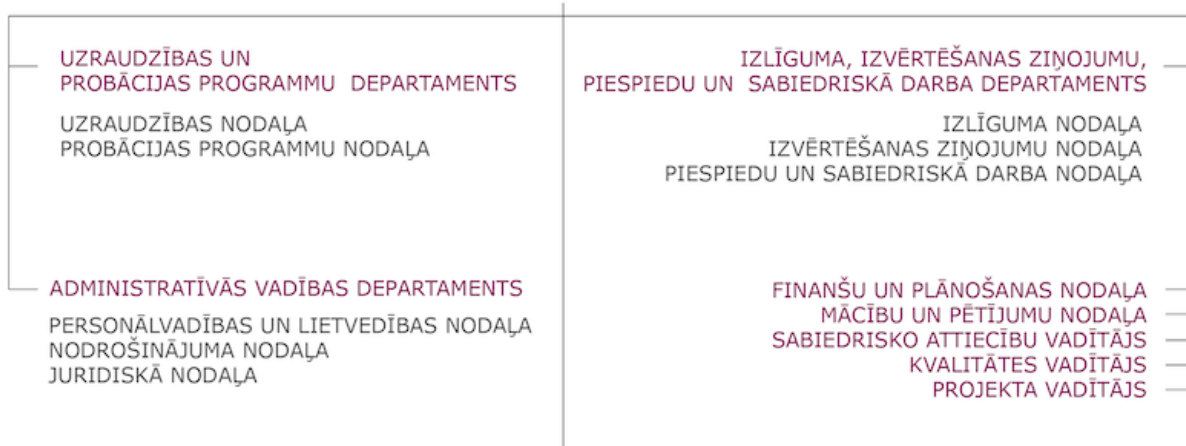 UZRAUDZĪBAS UN
PROBĀCIJAS PROGRAMMU DEPARTAMENTS
UZRAUDZĪBAS NODAĻA
PROBĀCIJAS PROGRAMMU NODAĻA
ADMINISTRATĪVĀS VADĪBAS DEPARTAMENTS
PERSONĀLVADĪBAS UN LIETVEDĪBAS NODAĻA
NODROŠINĀJUMA NODAĻA
JURIDISKĀ NODAĻA
IZLĪGUMA, IZVĒRTĒŠANAS ZIŅOJUMU,
PIESPIEDU UN SABIEDRISKĀ DARBA DEPARTAMENTS
IZLĪGUMA NODAĻA
IZVĒRTĒŠANAS ZIŅOJUMU NODAĻA
PIESPIEDU UN SABIEDRISKĀ DARBA NODAĻA
FINANŠU UN PLĀNOŠANAS NODAĻA
MĀCĪBU UN PĒTĪJUMU NODAĻA
SABIEDRISKO ATTIECĪBU VADĪTĀJS
KVALITĀTES VADĪTĀJS
PROJEKTA VADĪTĀJS